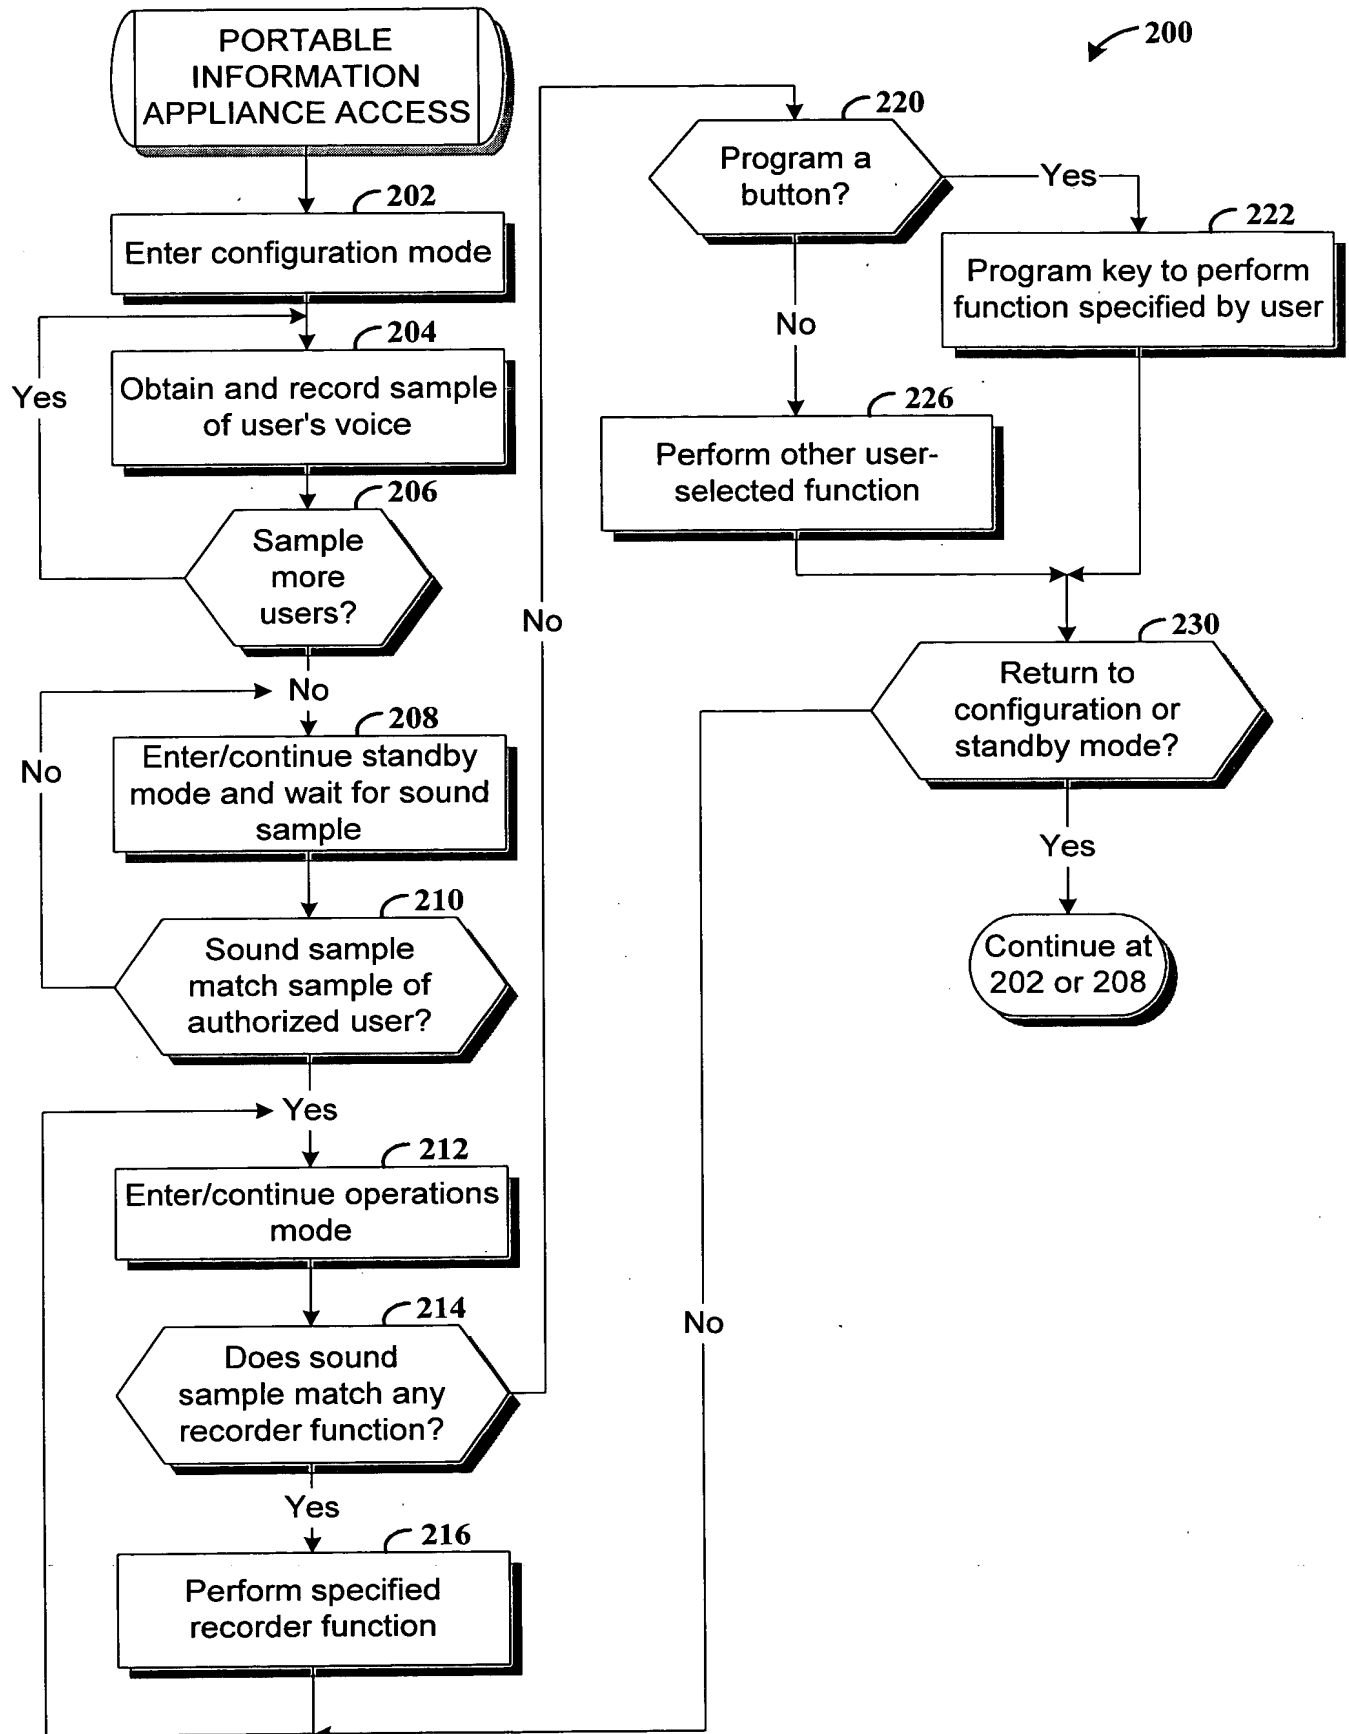 PORTABLE
INFORMATION
APPLIANCE ACCESS
202
Enter configuration mode
204
Yes
Obtain and record sample
of user's voice
206
Sample
more
users?
No
208
No
Enter/continue standby
mode and wait for sound
sample
210
Sound sample
match sample of
authorized user?
Yes
212
Enter/continue operations
mode
214
Does sound
sample match any
recorder function?
Yes
216
Perform specified
recorder function
No
200
220
Program a
button?
Yes
222
Program key to perform
function specified by user
No
226
Perform other user-
selected function
230
Return to
configuration or
standby mode?
Yes
Continue at
202 or 208
No